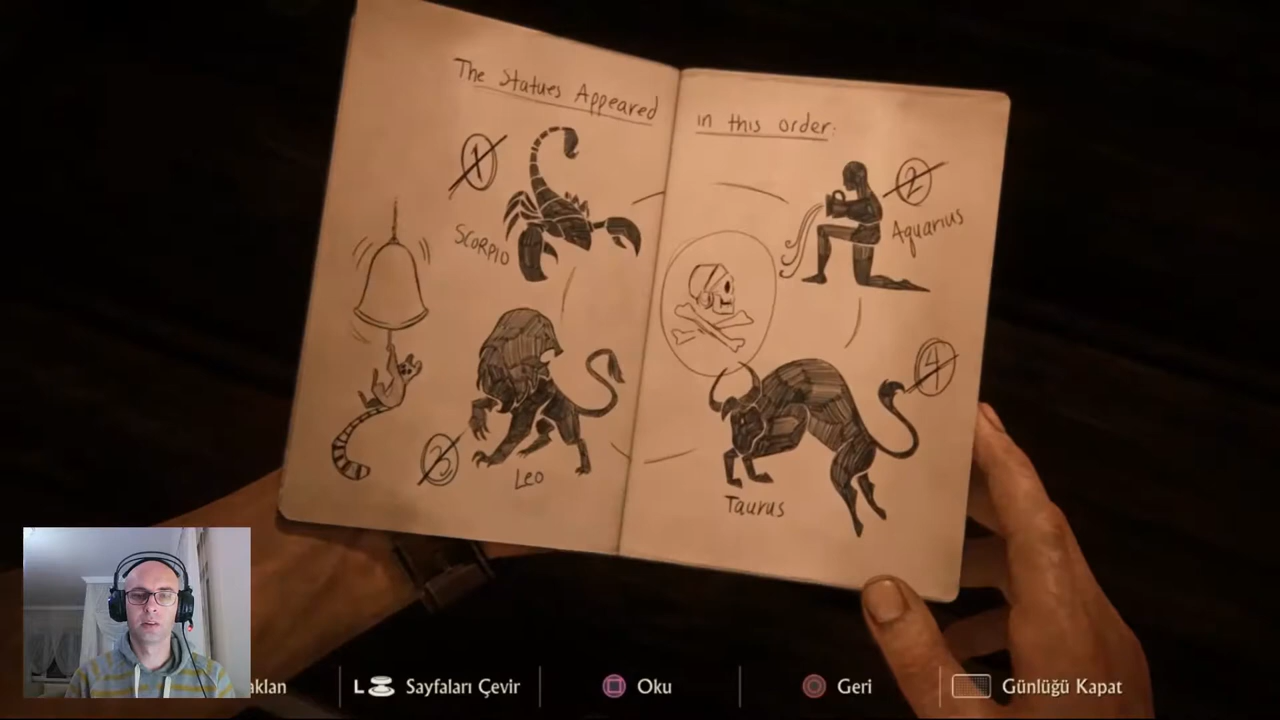 The Statues Appeared
in this order:
1
SCORPIO
2
Aquarius
3
Leo
4
Taurus
aklan
L Sayfaları Çevir
Oku
Geri
Günlüğü Kapat